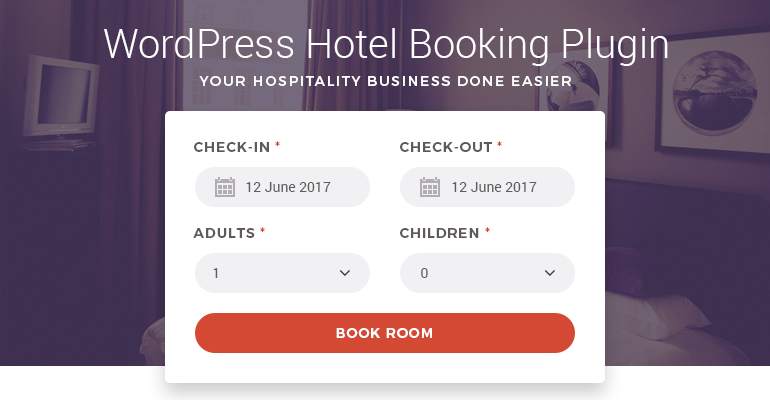 WordPress Hotel Booking Plugin
YOUR HOSPITALITY BUSINESS DONE EASIER
CHECK-IN * CHECK-OUT *
12 June 2017 12 June 2017
ADULTS * CHILDREN *
1 0
BOOK ROOM